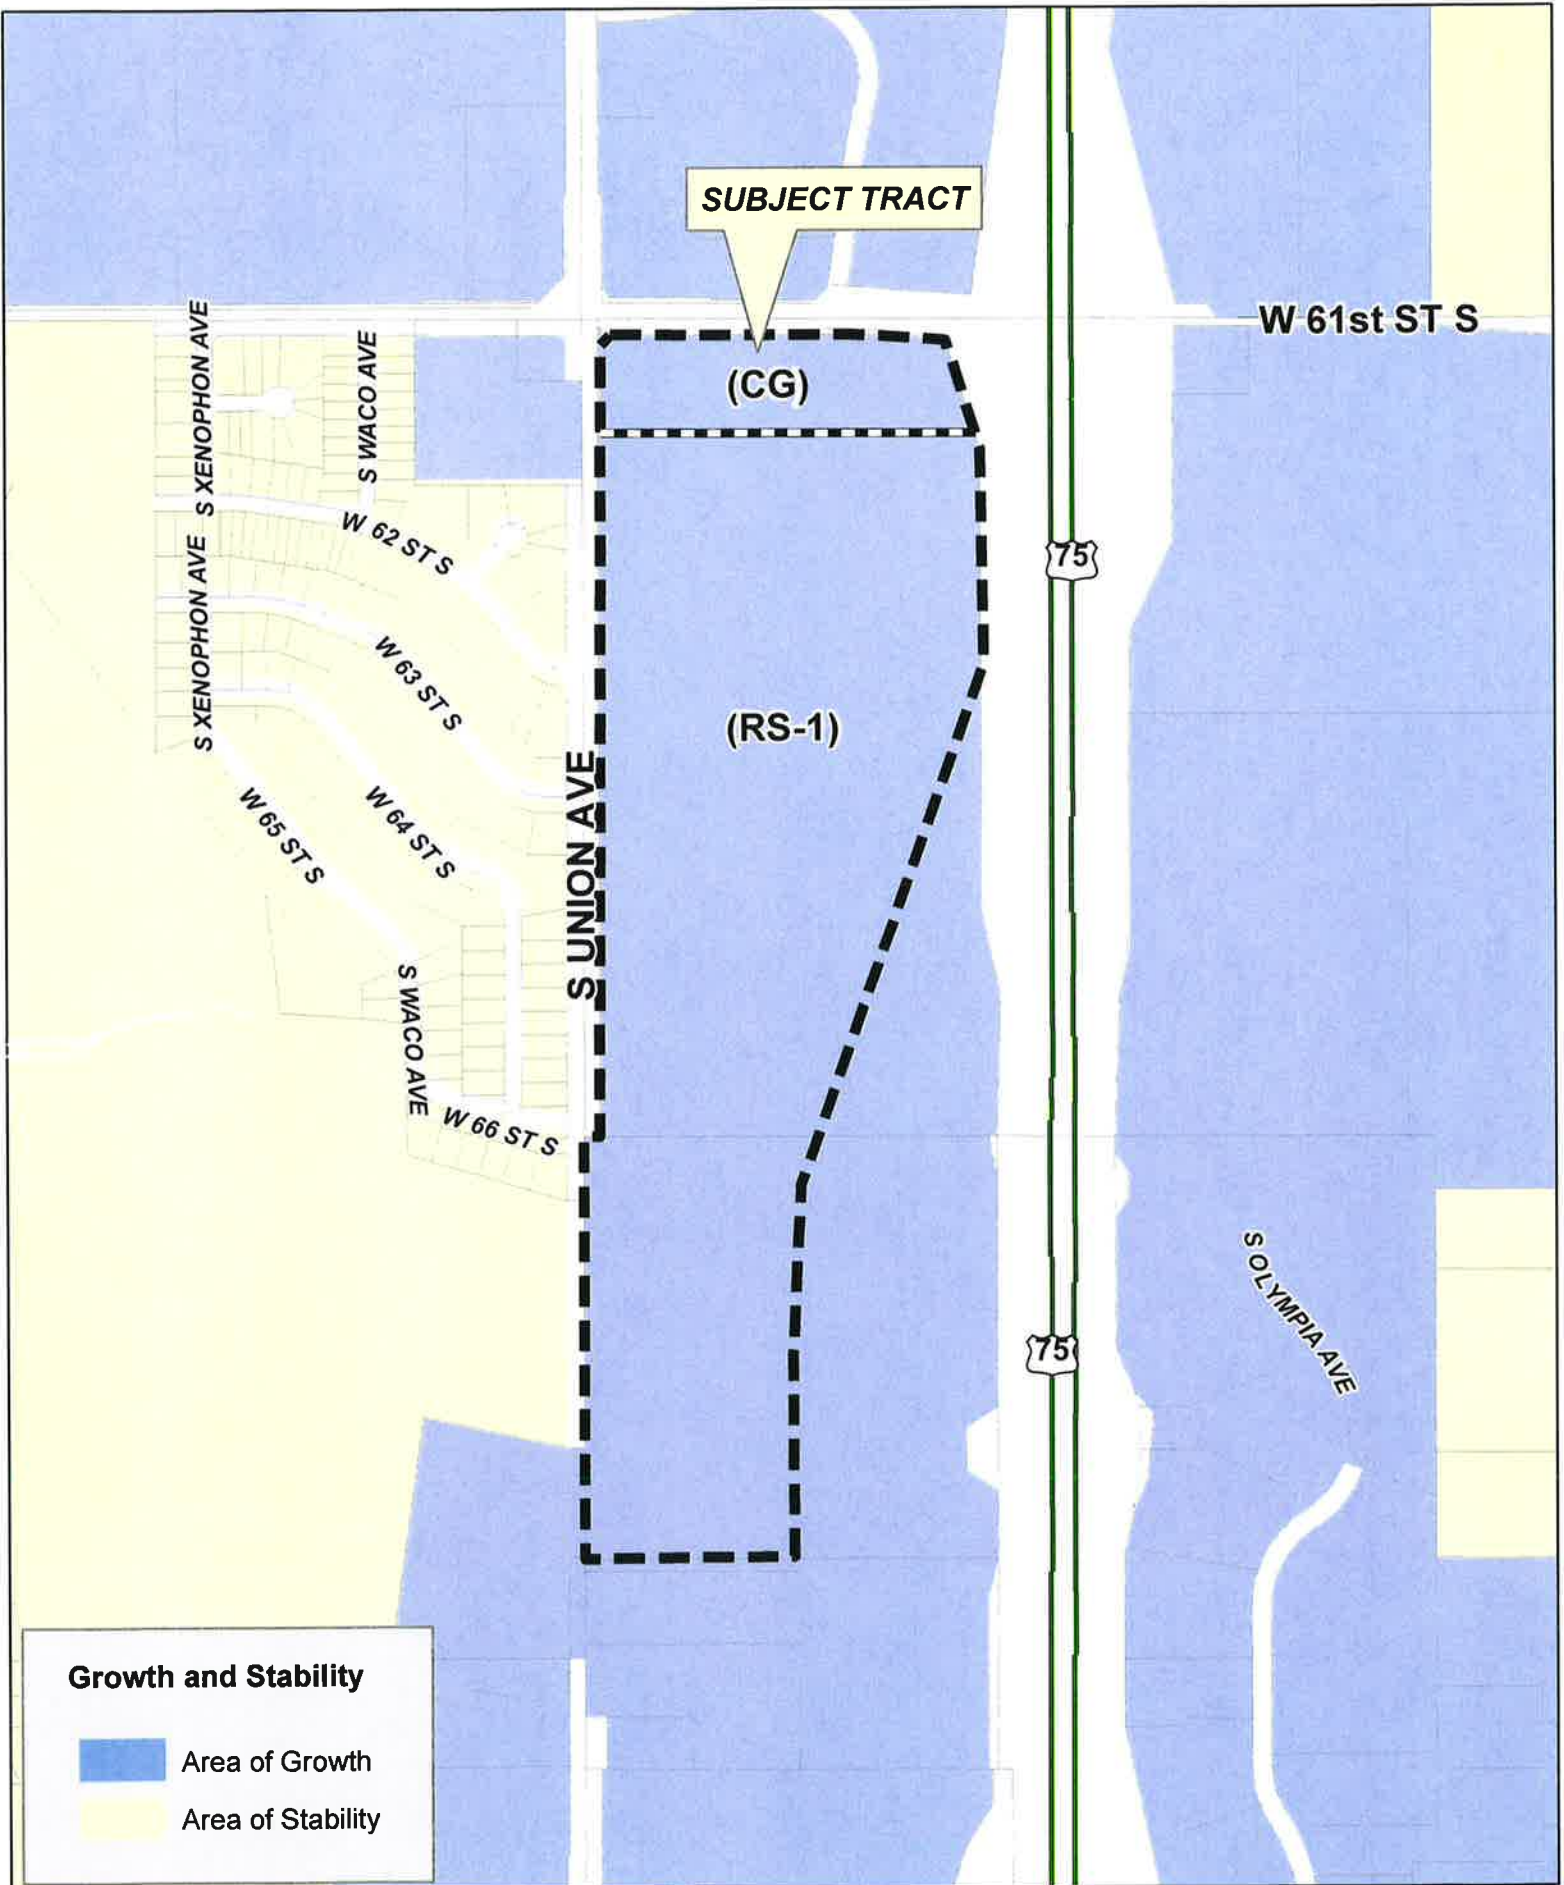 SUBJECT TRACT
W 61st ST S
(CG)
S XENOPHON AVE
S WACO AVE
W 62 ST S
S XENOPHON AVE
75
W 63 ST S
(RS-1)
S UNION AVE
W 64 ST S
W 65 ST S
S WACO AVE
W 66 ST S
S OLYMPIA AVE
75
Growth and Stability
Area of Growth
Area of Stability